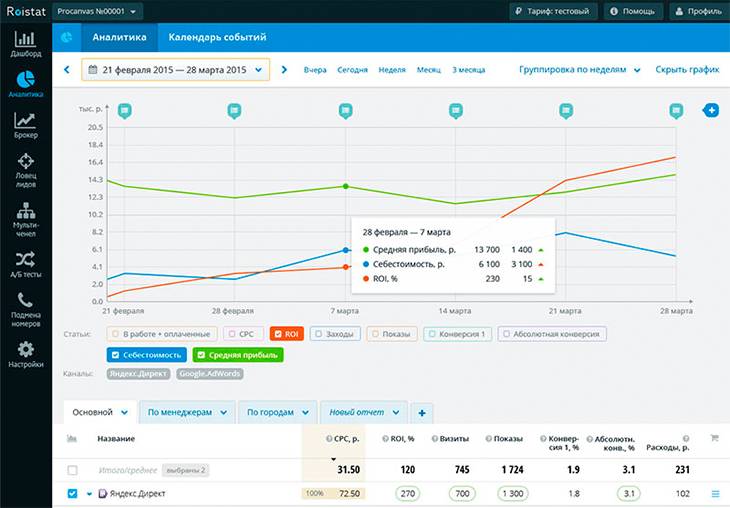 Roistat
Procanvas №00001
Тариф: тестовый
Помощь
Профиль
Дашборд
Аналитика
Брокер
Ловец
лидов
Мульти-
ченел
А/Б тесты
Подмена
номеров
Настройки
Аналитика
Календарь событий
21 февраля 2015 — 28 марта 2015
Вчера Сегодня Неделя Месяц 3 месяца
Группировка по неделям
Скрыть график
тыс. р.
20.5
18.4
16.4
14.3
12.3
10.2
8.2
6.1
4.1
2.0
0.0
21 февраля 28 февраля 7 марта 14 марта 21 марта 28 марта
28 февраля — 7 марта
Средняя прибыль, р. 13 700 1 400
Себестоимость, р. 6 100 3 100
ROI, % 230 15
Статьи: В работе + оплаченные CPC ROI Заходы Показы Конверсия 1 Абсолютная конверсия
Себестоимость Средняя прибыль
Каналы: Яндекс.Директ Google.AdWords
Основной По менеджерам По городам Новый отчет +
Название CPC, р. ROI, % Визиты Показы Конвер-
сия 1, % Абсолютн.
конв., % Расходы, р.
Итого/среднее выбраны 2 31.50 120 745 1 724 1.9 3.1 231
Яндекс.Директ 100% 72.50 270 700 1 300 1.8 3.1 102